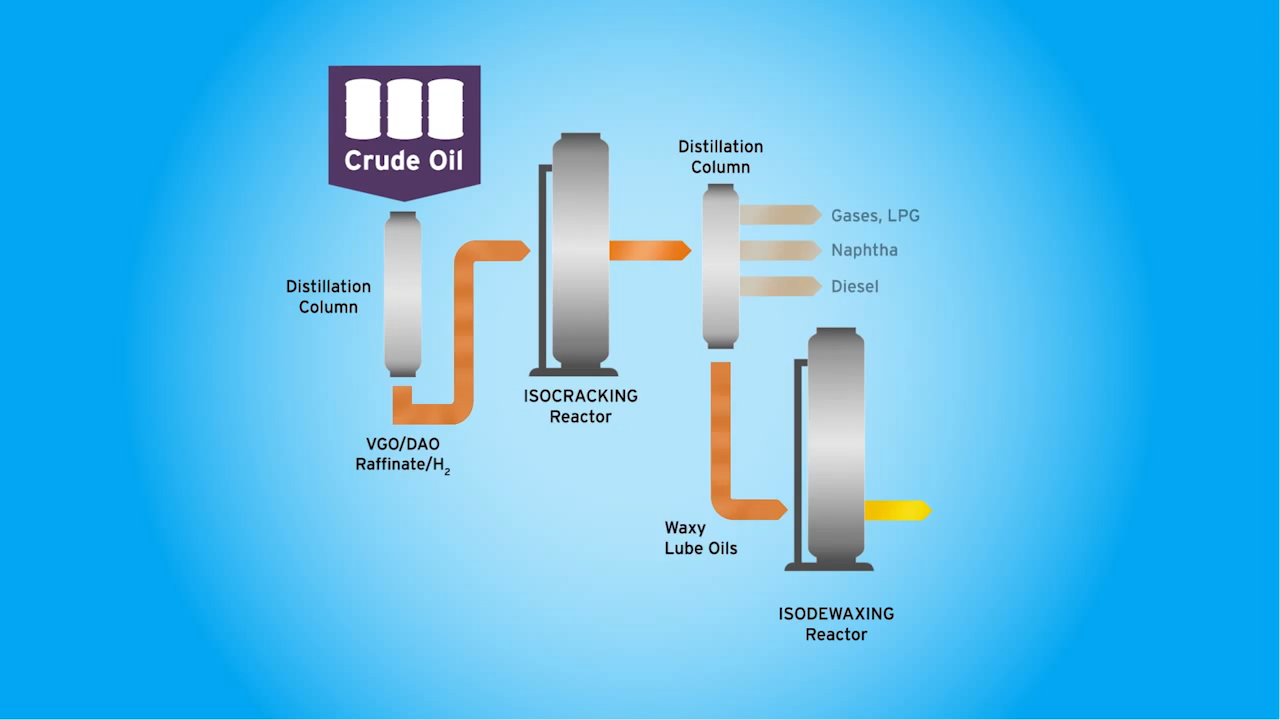 Crude Oil
Distillation
Column
VGO/DAO
Raffinate/H₂
ISOCRACKING
Reactor
Distillation
Column
Gases, LPG
Naphtha
Diesel
Waxy
Lube Oils
ISODEWAXING
Reactor